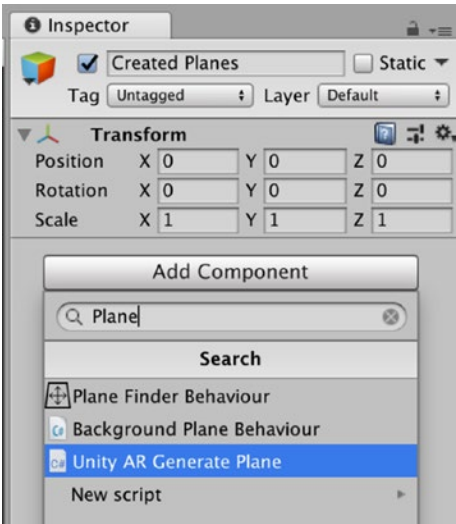 Inspector
Created Planes Static
Tag Untagged Layer Default
Transform
Position X 0 Y 0 Z 0
Rotation X 0 Y 0 Z 0
Scale X 1 Y 1 Z 1
Add Component
Plane
Search
Plane Finder Behaviour
Background Plane Behaviour
Unity AR Generate Plane
New script